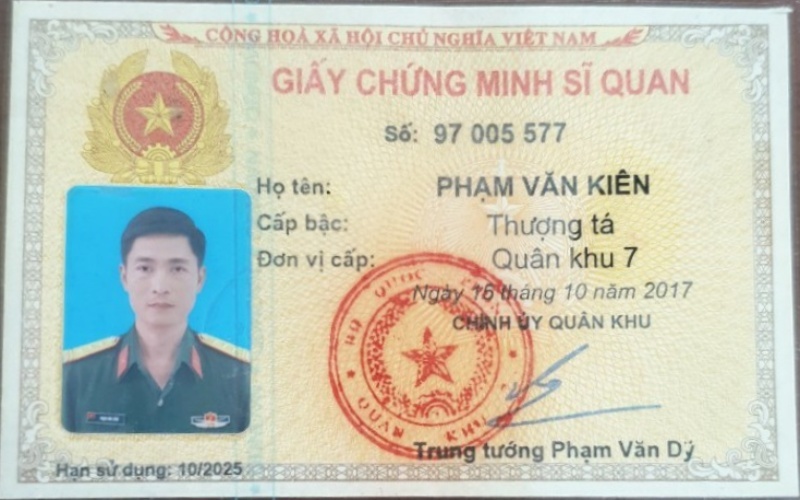 CỘNG HOÀ XÃ HỘI CHỦ NGHĨA VIỆT NAM
GIẤY CHỨNG MINH SĨ QUAN
Số: 97 005 577
Họ tên: PHẠM VĂN KIÊN
Cấp bậc: Thượng tá
Đơn vị cấp: Quân khu 7
Ngày 16 tháng 10 năm 2017
CHÍNH ỦY QUÂN KHU
BỘ QUỐC
QUÂN KHU
Trung tướng Phạm Văn Dỹ
Hạn sử dụng: 10/2025